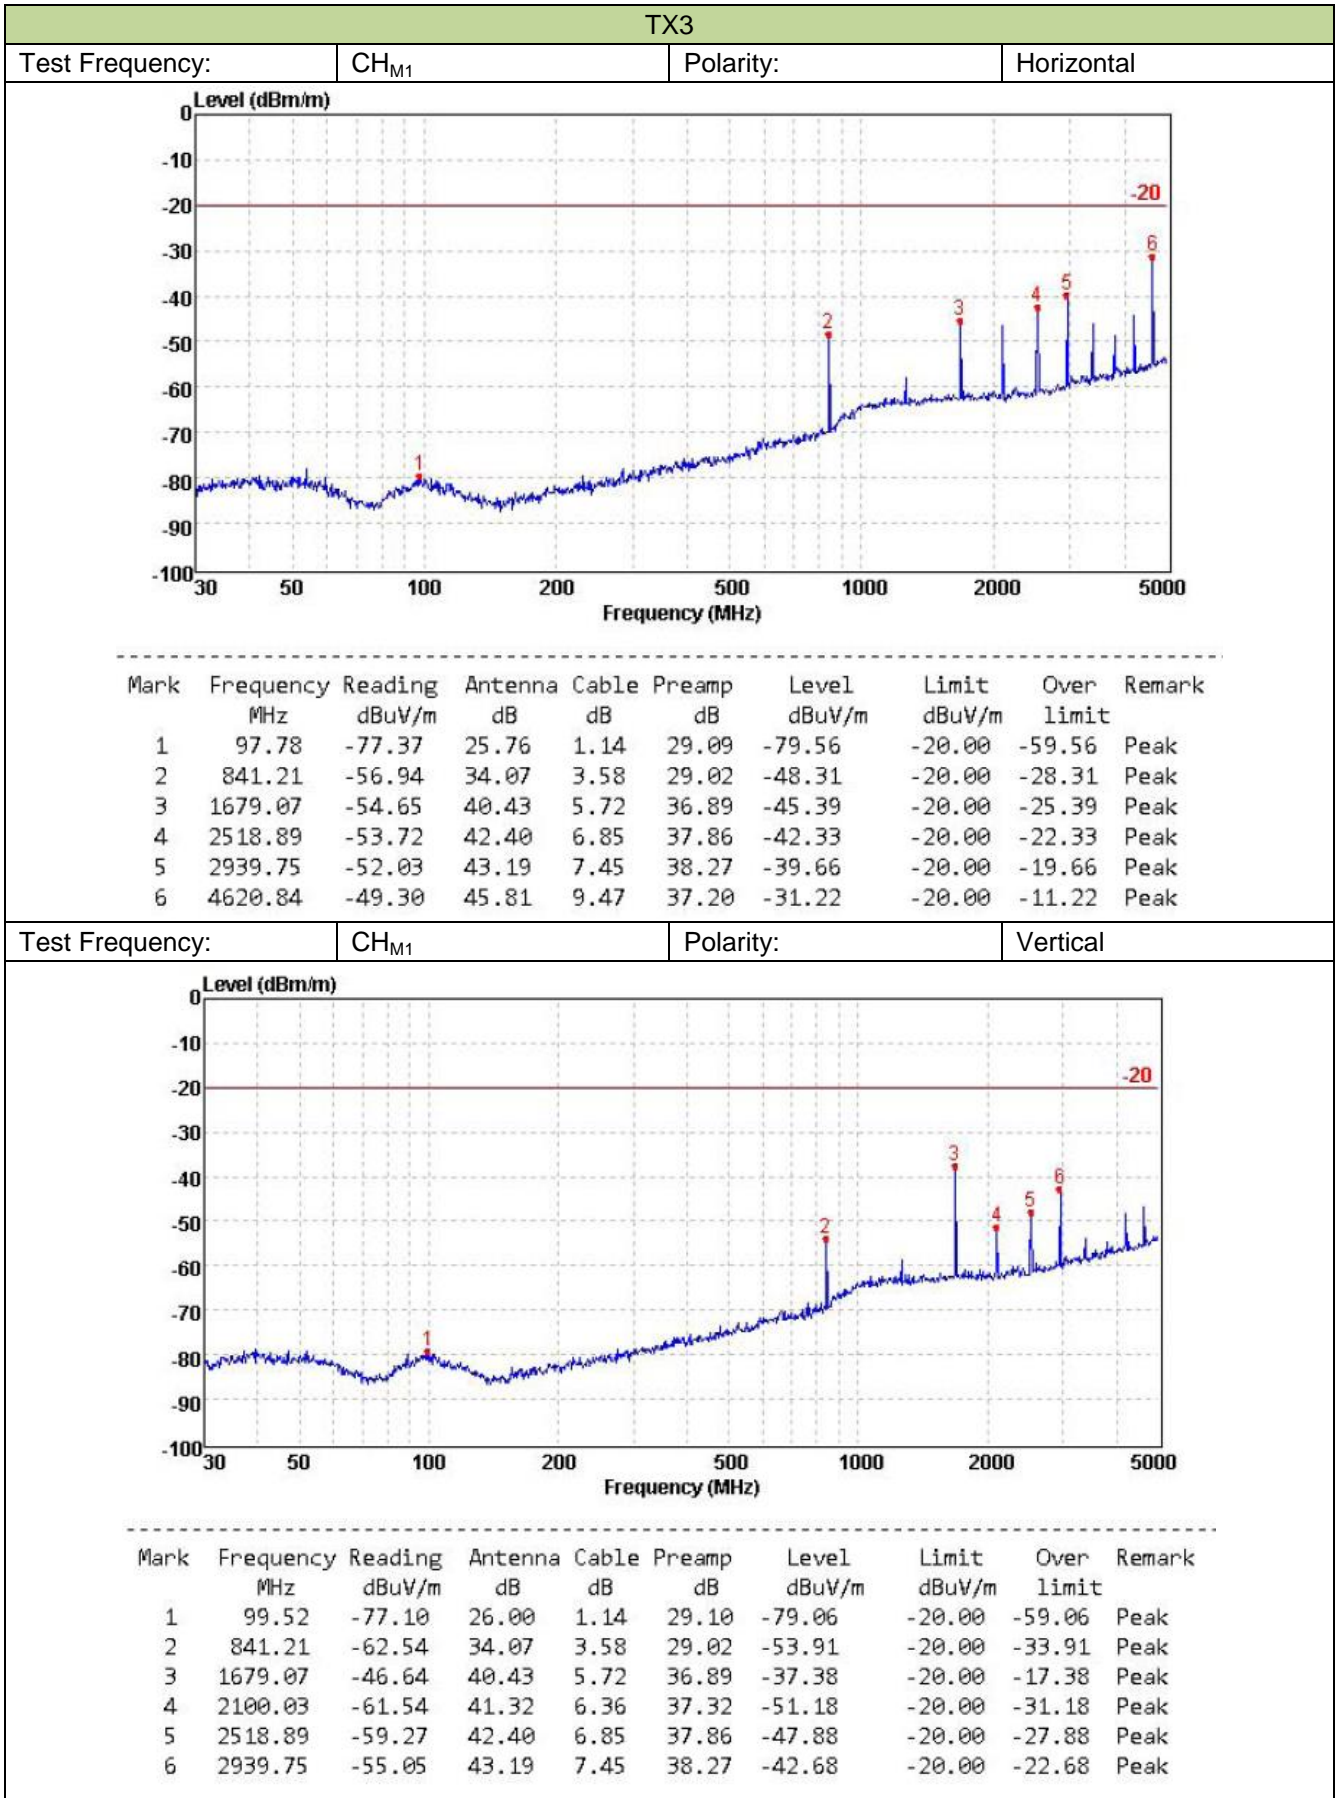 TX3
Test Frequency: CHM1 Polarity: Horizontal
Level (dBm/m)
0
-10
-20
-20
-30
-40
-50
-60
-70
-80
-90
-100
6
5
4
3
2
1
30 50 100 200 500 1000 2000 5000
Frequency (MHz)
Mark Frequency Reading Antenna Cable Preamp Level Limit Over Remark
MHz dBuV/m dB dB dB dBuV/m dBuV/m limit
1 97.78 -77.37 25.76 1.14 29.09 -79.56 -20.00 -59.56 Peak
2 841.21 -56.94 34.07 3.58 29.02 -48.31 -20.00 -28.31 Peak
3 1679.07 -54.65 40.43 5.72 36.89 -45.39 -20.00 -25.39 Peak
4 2518.89 -53.72 42.40 6.85 37.86 -42.33 -20.00 -22.33 Peak
5 2939.75 -52.03 43.19 7.45 38.27 -39.66 -20.00 -19.66 Peak
6 4620.84 -49.30 45.81 9.47 37.20 -31.22 -20.00 -11.22 Peak
Test Frequency: CHM1 Polarity: Vertical
Level (dBm/m)
0
-10
-20
-20
-30
-40
-50
-60
-70
-80
-90
-100
3
6
5
4
2
1
30 50 100 200 500 1000 2000 5000
Frequency (MHz)
Mark Frequency Reading Antenna Cable Preamp Level Limit Over Remark
MHz dBuV/m dB dB dB dBuV/m dBuV/m limit
1 99.52 -77.10 26.00 1.14 29.10 -79.06 -20.00 -59.06 Peak
2 841.21 -62.54 34.07 3.58 29.02 -53.91 -20.00 -33.91 Peak
3 1679.07 -46.64 40.43 5.72 36.89 -37.38 -20.00 -17.38 Peak
4 2100.03 -61.54 41.32 6.36 37.32 -51.18 -20.00 -31.18 Peak
5 2518.89 -59.27 42.40 6.85 37.86 -47.88 -20.00 -27.88 Peak
6 2939.75 -55.05 43.19 7.45 38.27 -42.68 -20.00 -22.68 Peak